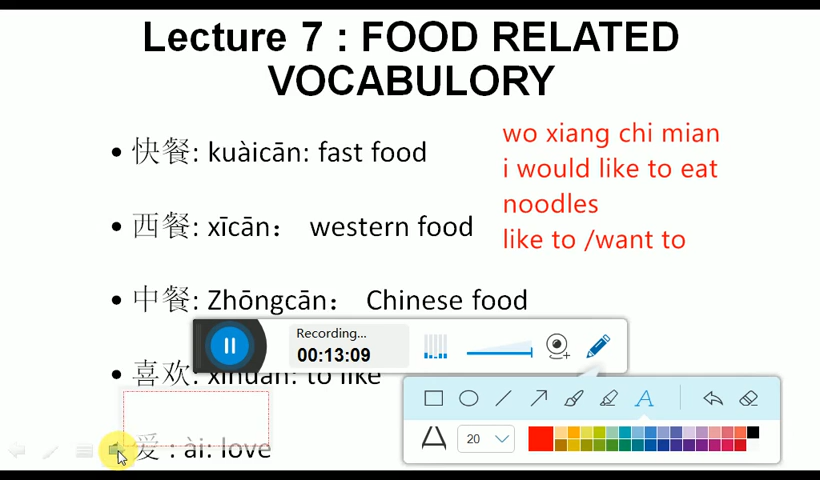 Lecture 7 : FOOD RELATED
VOCABULORY
• 快餐: kuàicān: fast food
• 西餐: xīcān： western food
• 中餐: Zhōngcān： Chinese food
• 喜欢: xǐhuān: to like
爱 : ài: love
wo xiang chi mian
i would like to eat
noodles
like to /want to
Recording...
00:13:09
A
20